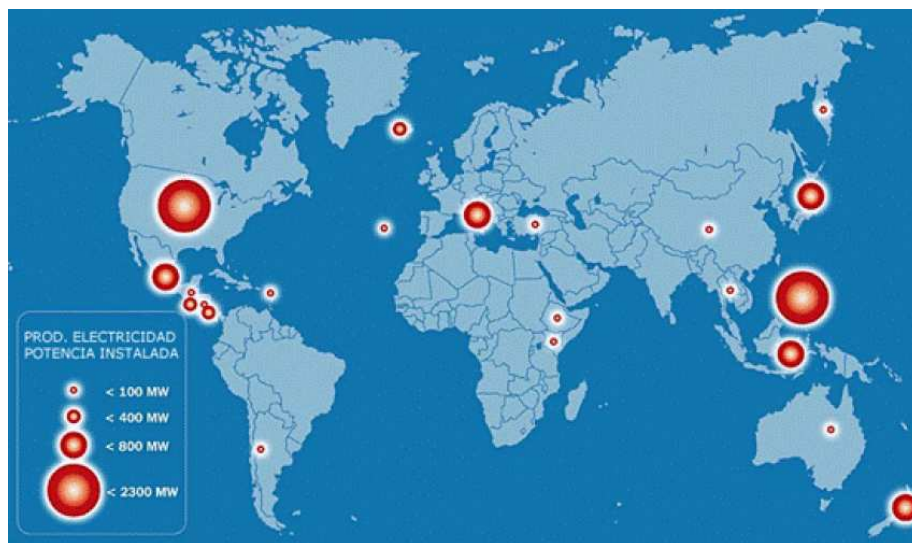 PROD. ELECTRICIDAD
POTENCIA INSTALADA
< 100 MW
< 400 MW
< 800 MW
< 2300 MW